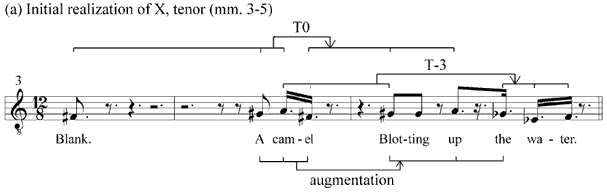 (a) Initial realization of X, tenor (mm. 3-5)
T0
T-3
3
12
8
8
Blank. A cam - el Blot-ting up the wa - ter.
augmentation